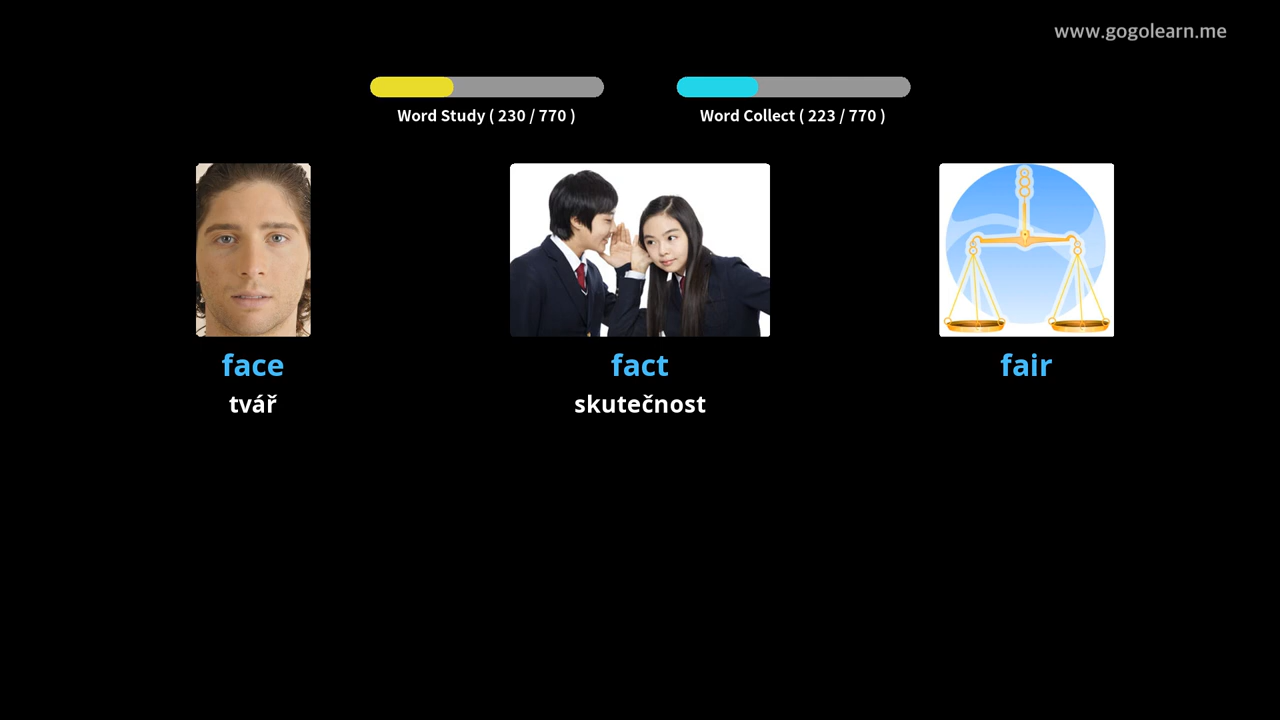 www.gogolearn.me
Word Study ( 230 / 770 )
Word Collect ( 223 / 770 )
face
fact
fair
tvář
skutečnost